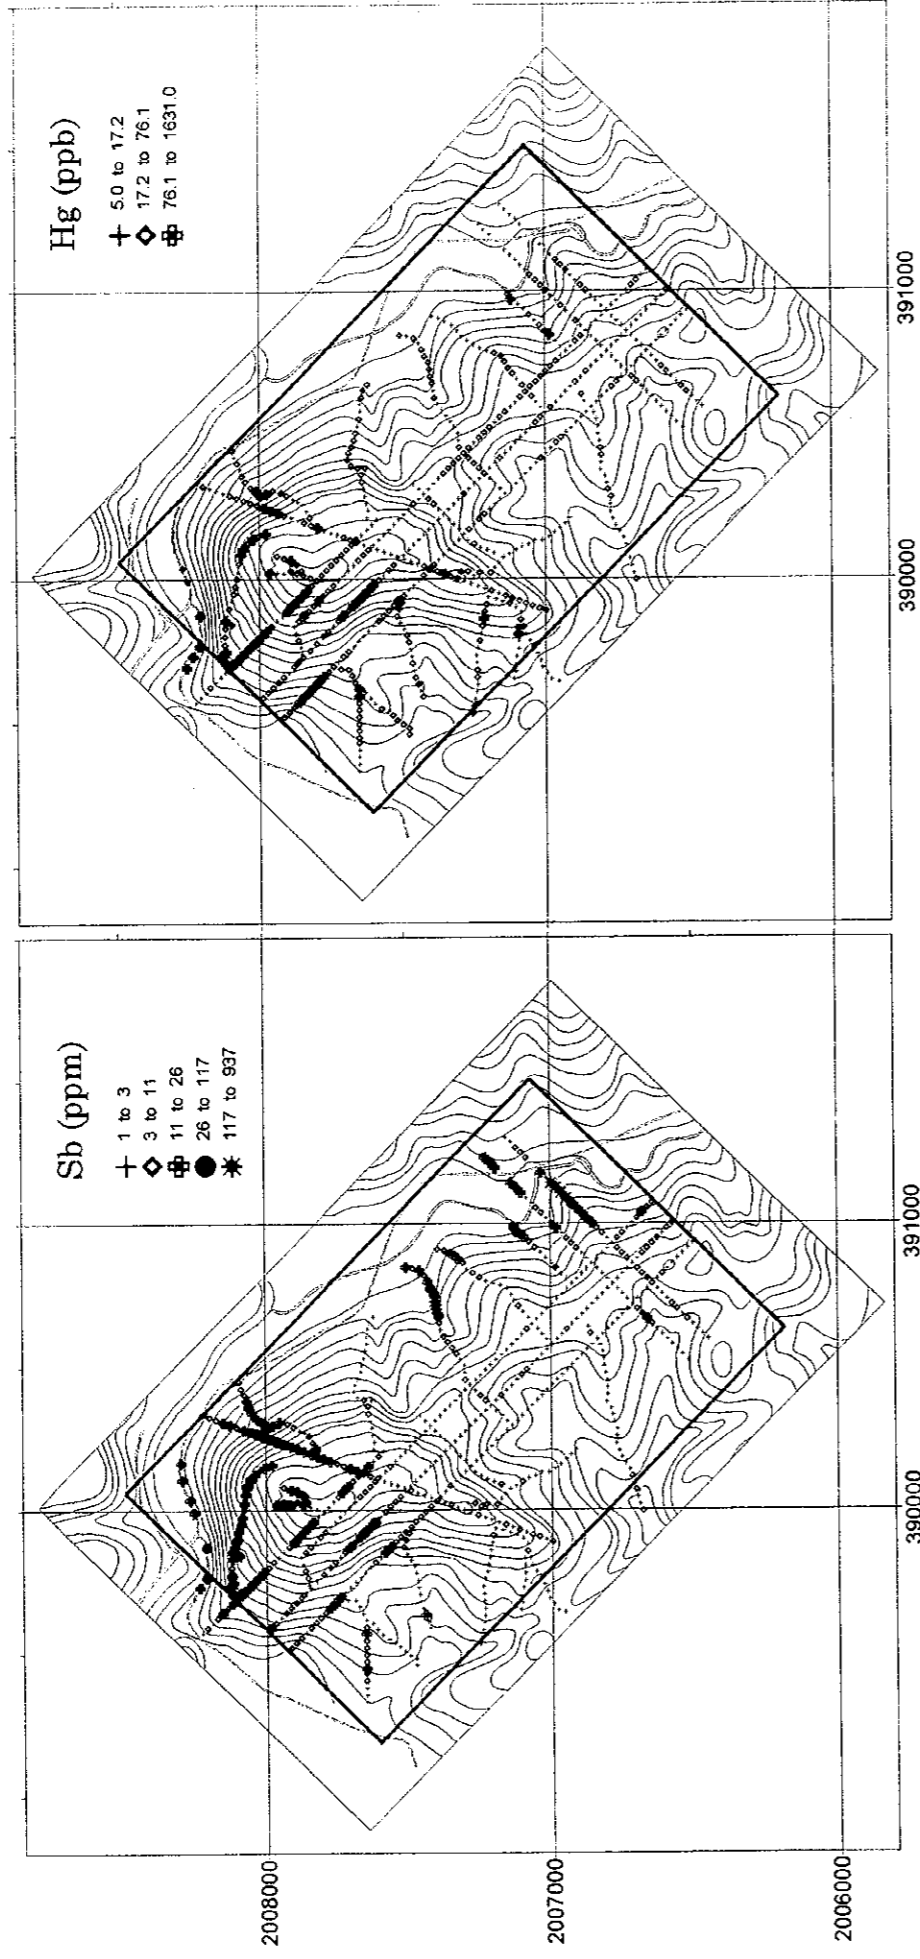 Sb (ppm)
1 to 3
3 to 11
11 to 26
26 to 117
117 to 937
Hg (ppb)
5.0 to 17.2
17.2 to 76.1
76.1 to 1631.0
2008000
2007000
2006000
390000
391000
390000
391000